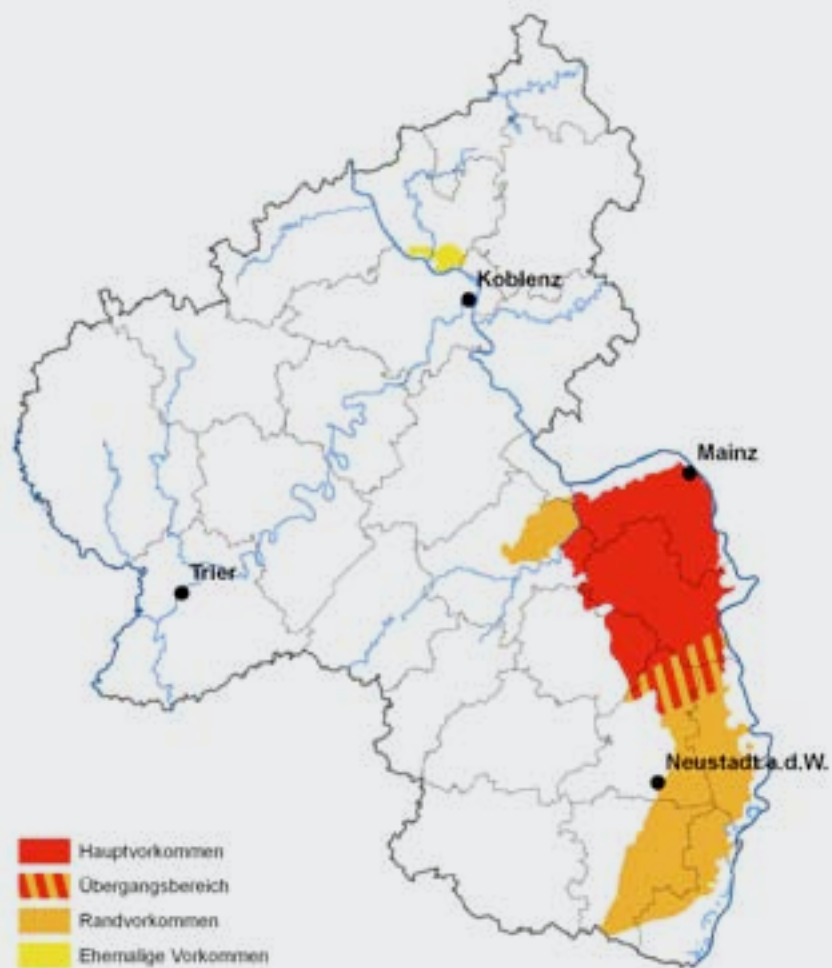 Koblenz
Mainz
Trier
Neustadt a.d.W.
Hauptvorkommen
Übergangsbereich
Randvorkommen
Ehemalige Vorkommen